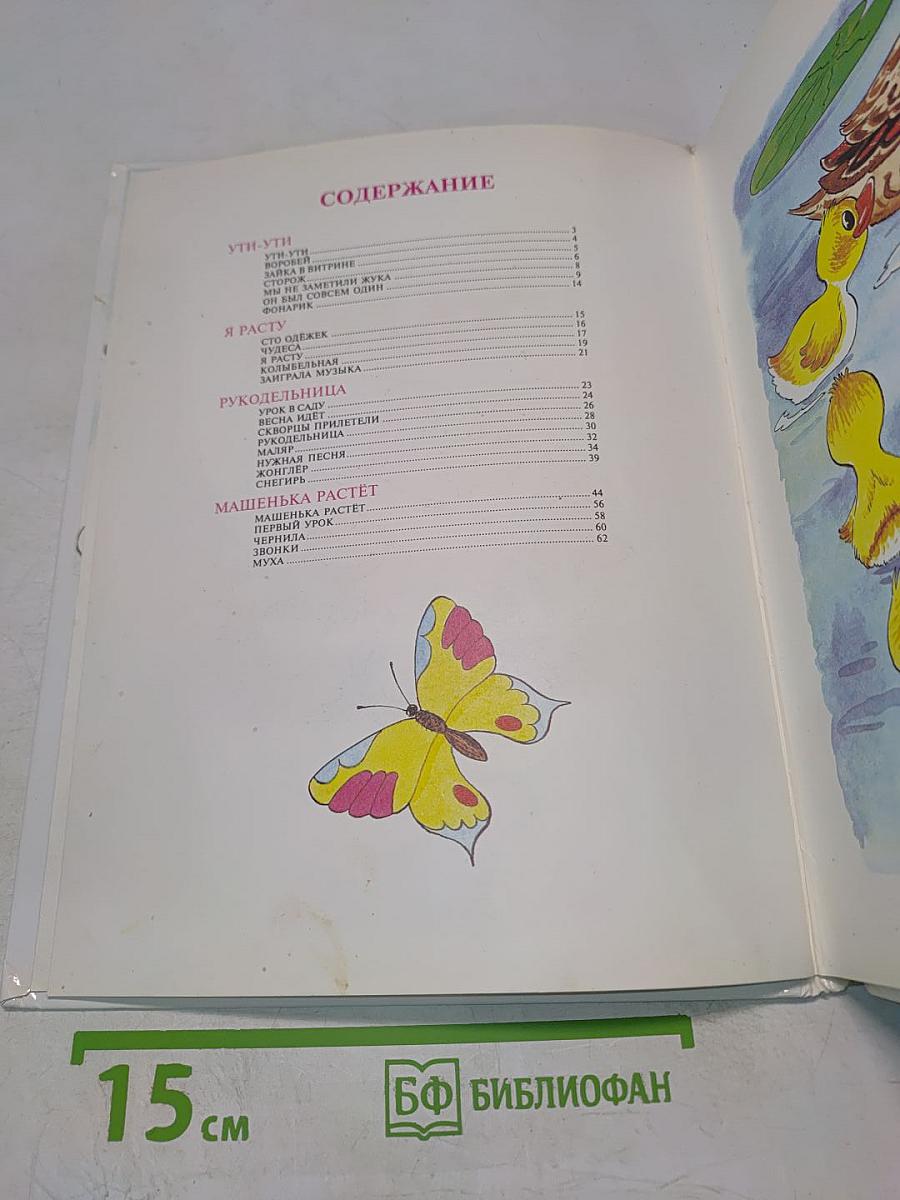 СОДЕРЖАНИЕ
УТИ-УТИ
УТИ-УТИ 3
ВОРОБЕЙ 4
ЗАЙКА В ВИТРИНЕ 5
СТОРОЖ 6
МЫ НЕ ЗАМЕТИЛИ ЖУКА 8
ОН БЫЛ СОВСЕМ ОДИН 9
ФОНАРИК 14
Я РАСТУ
СТО ОДЁЖЕК 15
ЧУДЕСА 16
Я РАСТУ 17
КОЛЫБЕЛЬНАЯ 19
ЗАИГРАЛА МУЗЫКА 21
РУКОДЕЛЬНИЦА
УРОК В САДУ 23
ВЕСНА ИДЁТ 24
СКВОРЦЫ ПРИЛЕТЕЛИ 26
РУКОДЕЛЬНИЦА 28
МАЛЯР 30
НУЖНАЯ ПЕСНЯ 32
ЖОНГЛЁР 34
СНЕГИРЬ 39
МАШЕНЬКА РАСТЁТ
МАШЕНЬКА РАСТЁТ 44
ПЕРВЫЙ УРОК 56
ЧЕРНИЛА 58
ЗВОНКИ 60
МУХА 62
15 см
БФ БИБЛИОФАН